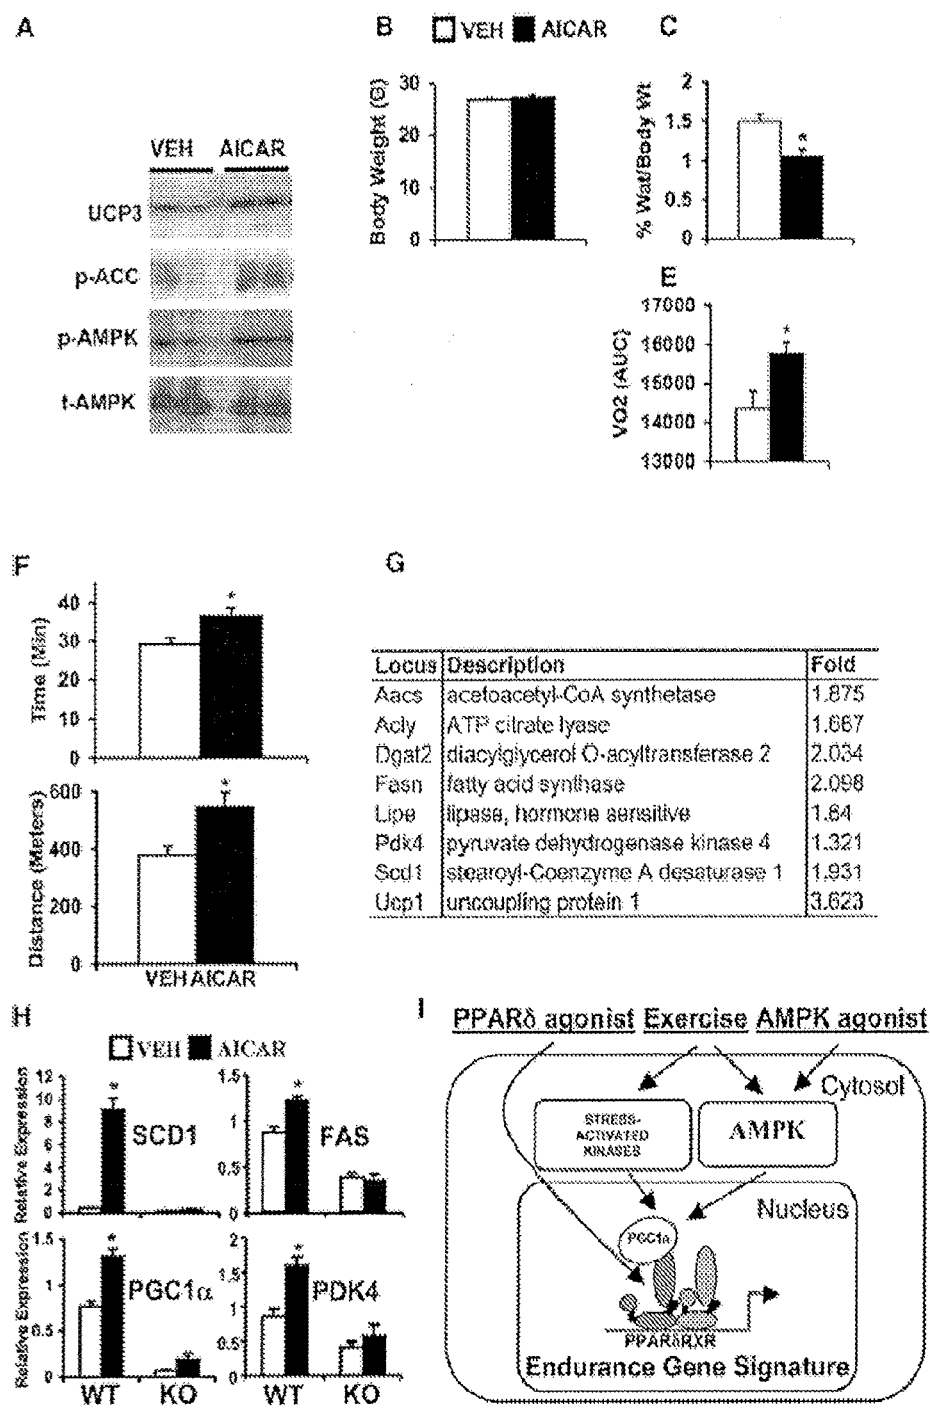 A
VEH AICAR
UCP3
p-ACC
p-AMPK
t-AMPK
B
VEH AICAR
Body Weight (G)
30
20
10
0
C
% Wat/Body Wt
2
1.5
1
0.5
0
*
E
VO2 (AUC)
17000
16000
15000
14000
13000
*
F
Time (Min)
40
30
20
10
0
*
Distance (Meters)
600
400
200
0
*
VEH AICAR
G
Locus Description Fold
Aacs acetoacetyl-CoA synthetase 1.875
Acly ATP citrate lyase 1.667
Dgat2 diacylglycerol O-acyltransferase 2 2.034
Fasn fatty acid synthase 2.098
Lipe lipase, hormone sensitive 1.64
Pdk4 pyruvate dehydrogenase kinase 4 1.321
Scd1 stearoyl-Coenzyme A desaturase 1 1.931
Ucp1 uncoupling protein 1 3.623
H
VEH AICAR
Relative Expression
12
10
8
6
4
2
0
*
SCD1
1.5
1
0.5
0
*
FAS
Relative Expression
1.5
1
0.5
0
*
PGC1α
WT KO
2
1.5
1
0.5
0
*
PDK4
WT KO
I
PPARδ agonist Exercise AMPK agonist
Cytosol
STRESS-
ACTIVATED
KINASES
AMPK
Nucleus
PGC1α
PPARδ RXR
Endurance Gene Signature